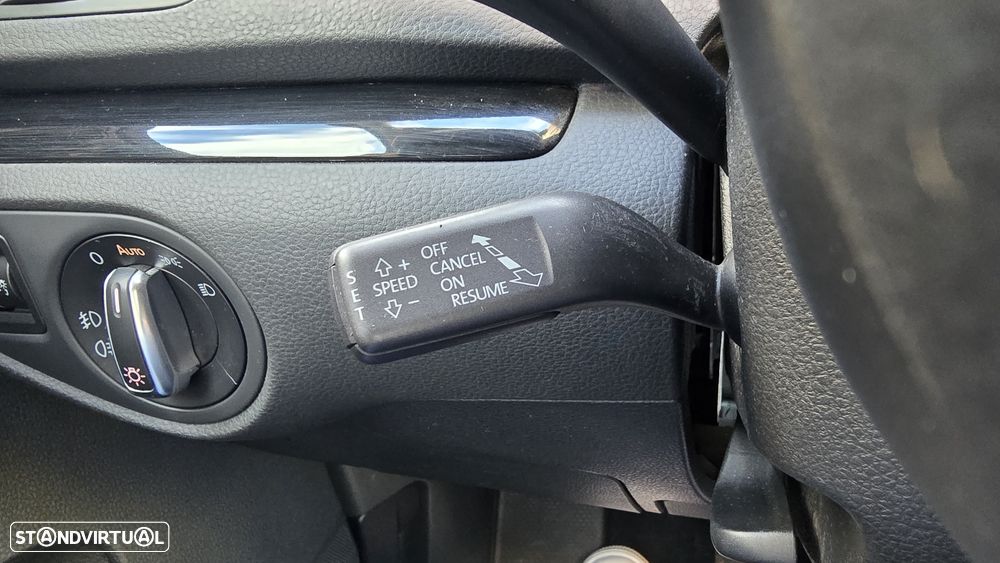 0 AUTO
S
E
T
+
SPEED
−
OFF
CANCEL
ON
RESUME
STANDVIRTUAL